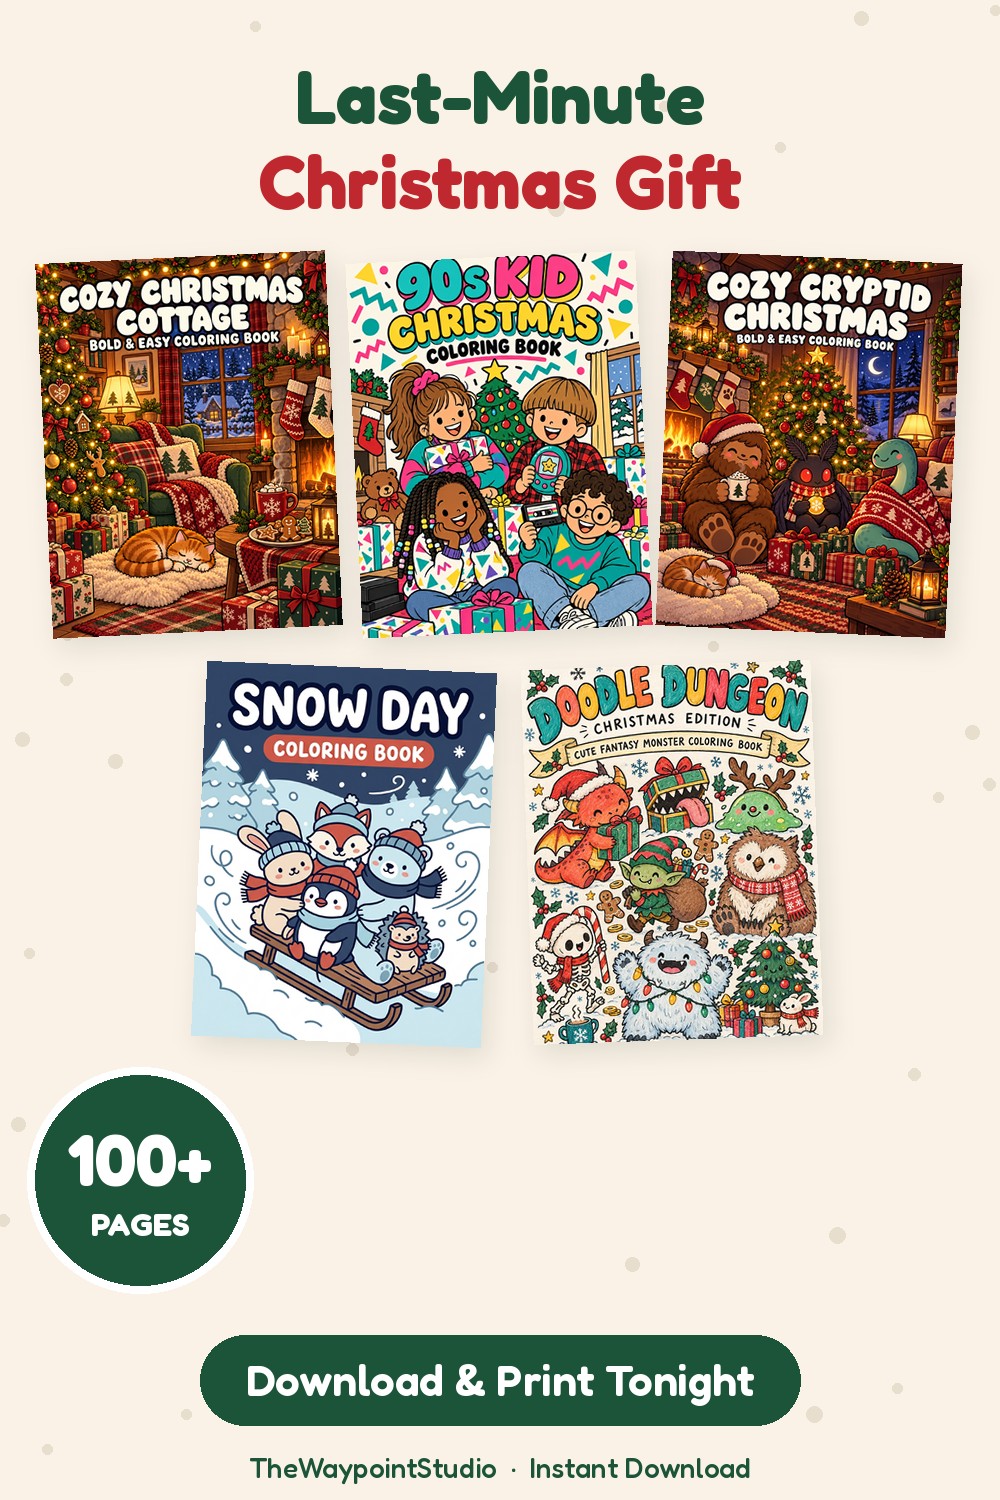 Last-Minute
Christmas Gift
COZY CHRISTMAS
COTTAGE
BOLD & EASY COLORING BOOK
90s KID
CHRISTMAS
COLORING BOOK
COZY CRYPTID
CHRISTMAS
BOLD & EASY COLORING BOOK
SNOW DAY
COLORING BOOK
DOODLE DUNGEON
CHRISTMAS EDITION
CUTE FANTASY MONSTER COLORING BOOK
100+
PAGES
Download & Print Tonight
TheWaypointStudio · Instant Download